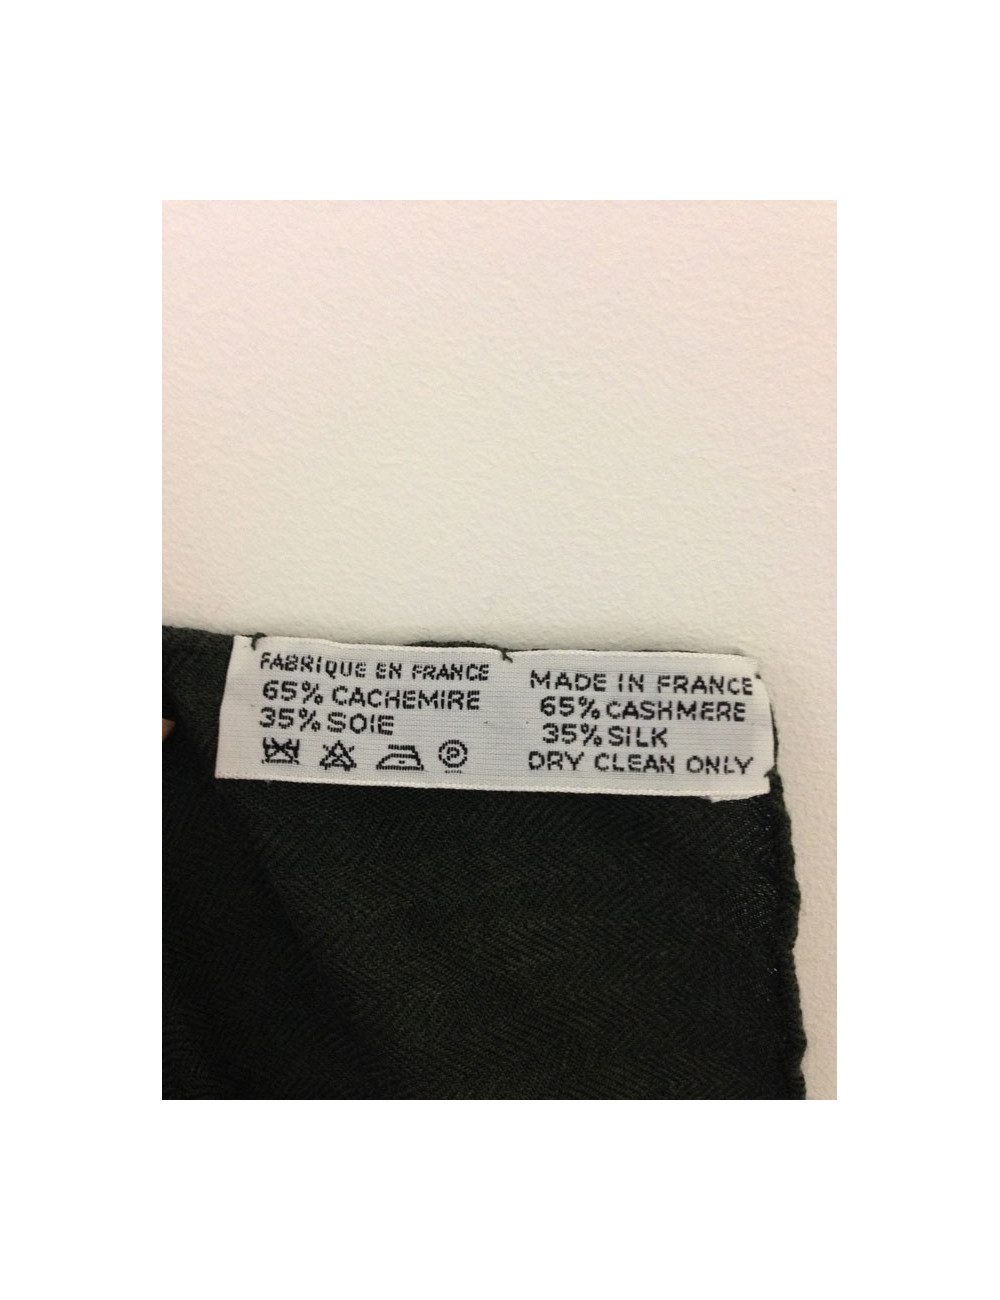 FABRIQUE EN FRANCE
65% CACHEMIRE
35% SOIE
P
MADE IN FRANCE
65% CASHMERE
35% SILK
DRY CLEAN ONLY